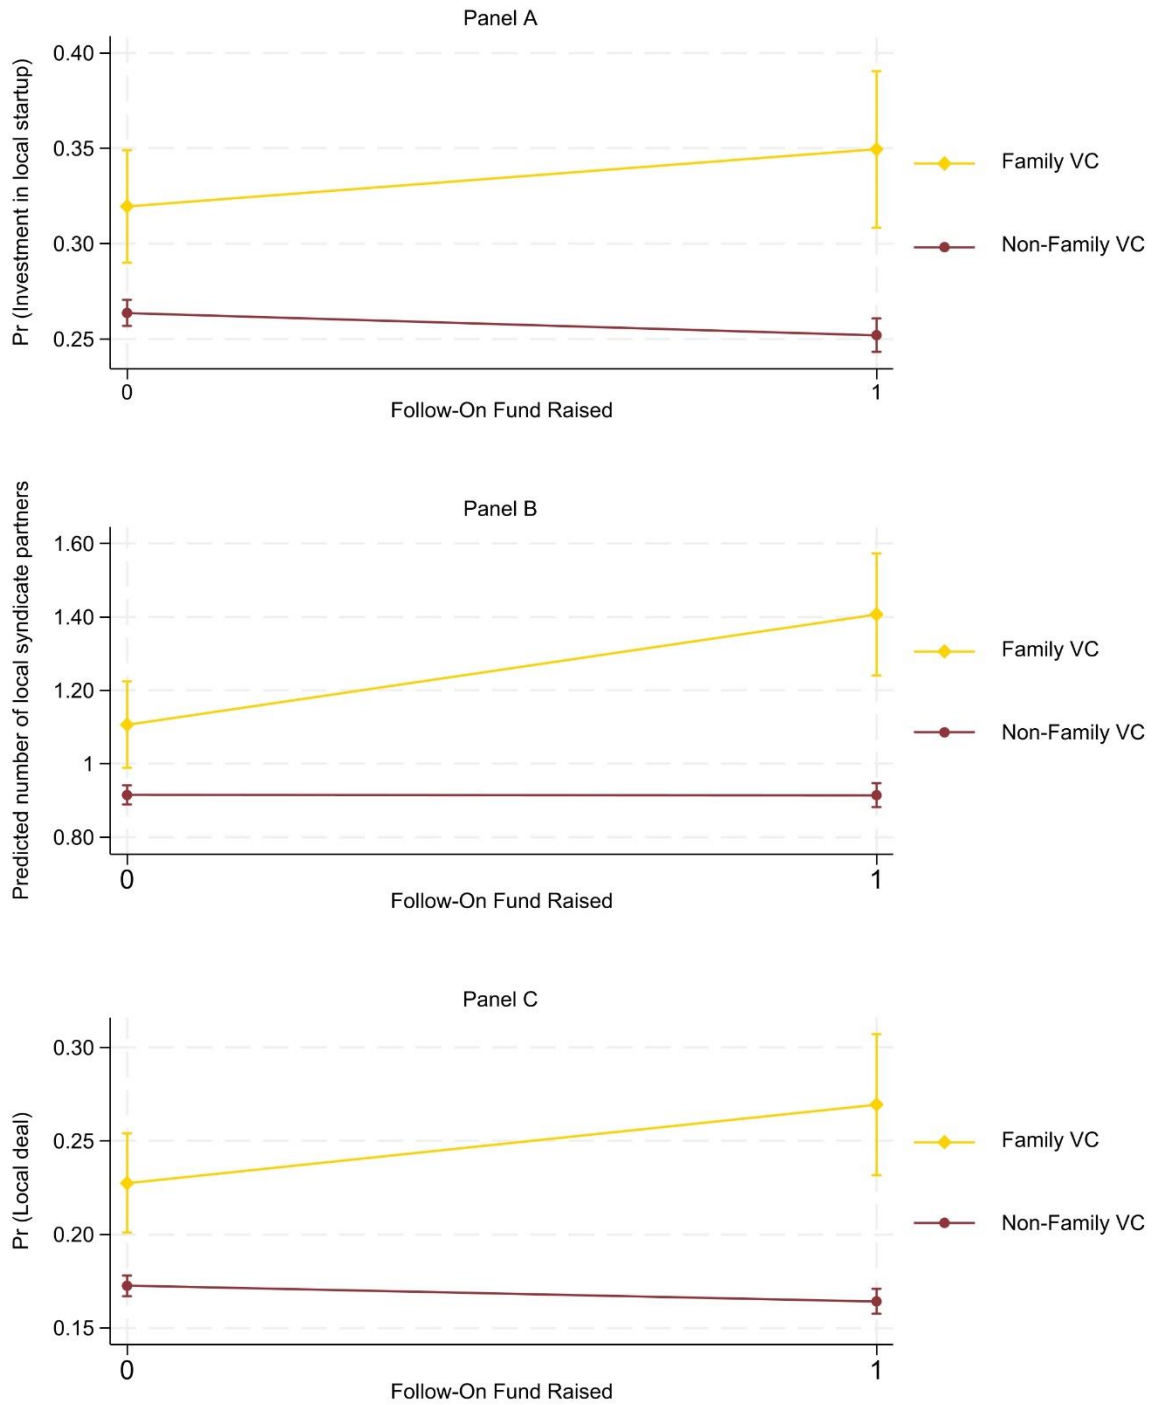 Panel A
Pr (Investment in local startup)
0.40
0.35
0.30
0.25
0
1
Follow-On Fund Raised
Family VC
Non-Family VC
Panel B
Predicted number of local syndicate partners
1.60
1.40
1.20
1
0.80
0
1
Follow-On Fund Raised
Family VC
Non-Family VC
Panel C
Pr (Local deal)
0.30
0.25
0.20
0.15
0
1
Follow-On Fund Raised
Family VC
Non-Family VC